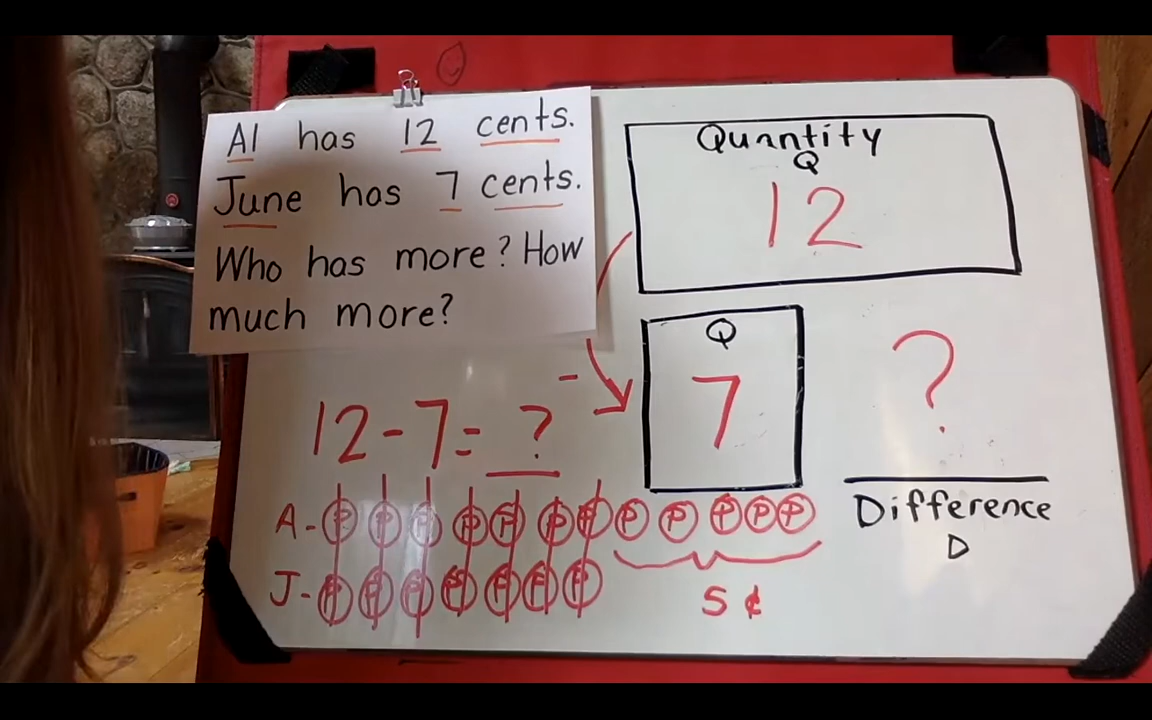 Al has 12 cents.
June has 7 cents.
Who has more? How
much more?
Quantity
Q
12
Q
7
?
Difference
D
-
12-7= ?
A- P P P P P P P P P P P P
J- P P P P P P P
5 ¢